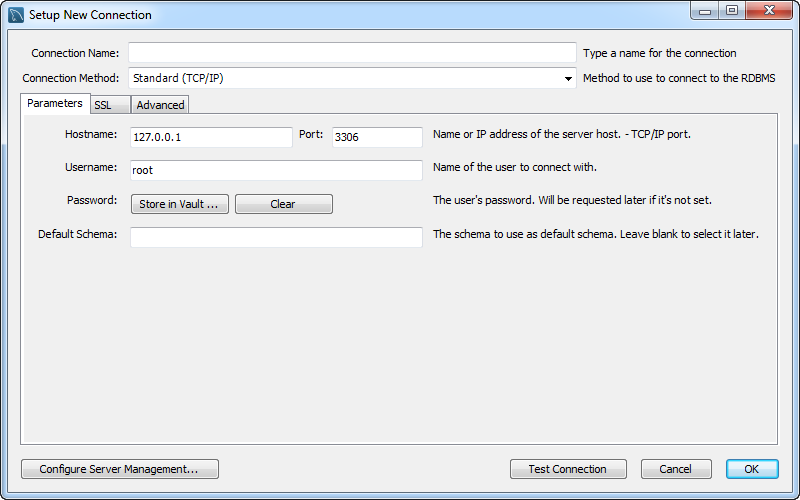 Setup New Connection
Connection Name: Type a name for the connection
Connection Method: Standard (TCP/IP) Method to use to connect to the RDBMS
Parameters SSL Advanced
Hostname: 127.0.0.1 Port: 3306 Name or IP address of the server host. - TCP/IP port.
Username: root Name of the user to connect with.
Password: Store in Vault ... Clear The user's password. Will be requested later if it's not set.
Default Schema: The schema to use as default schema. Leave blank to select it later.
Configure Server Management... Test Connection Cancel OK